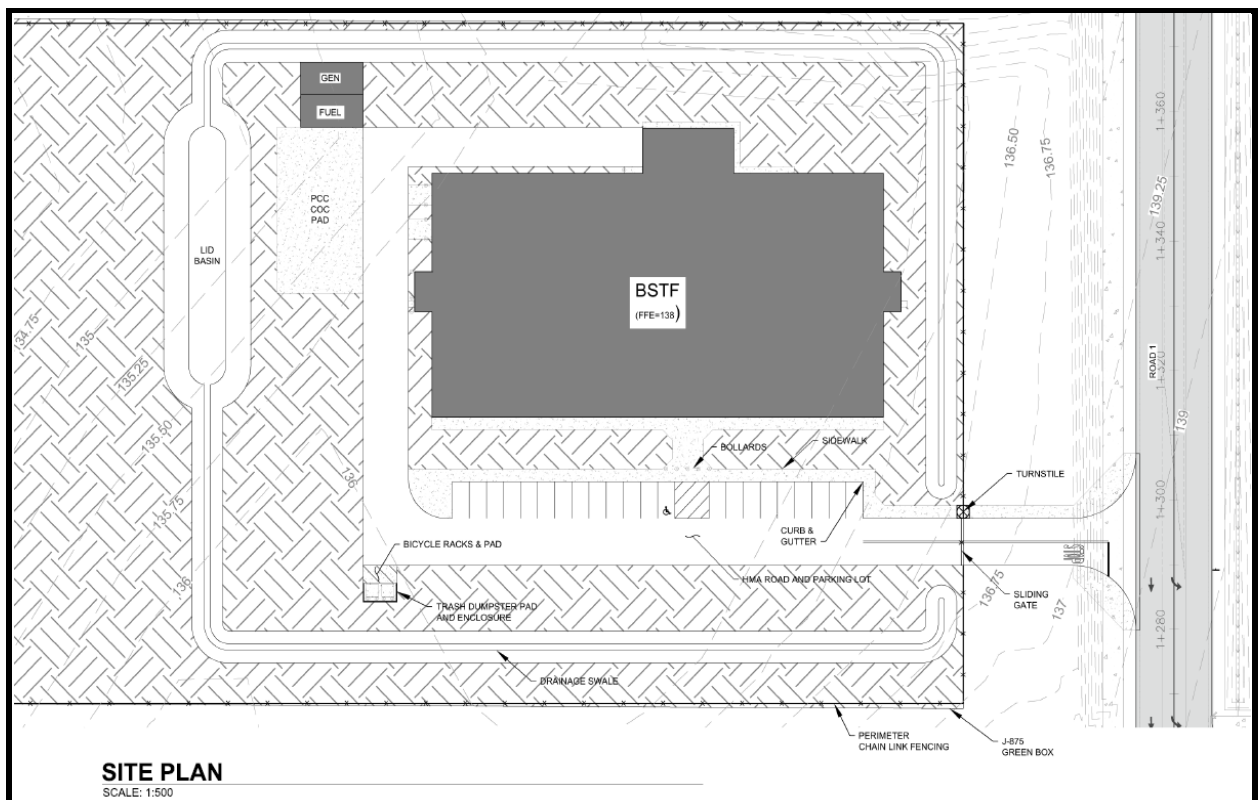 GEN
FUEL
PCC
COC
PAD
LID
BASIN
BSTF
(FFE=138)
136.50
136.75
139.25
1+360
1+340
ROAD 1
1+320
139
1+300
1+280
134.75
135
135.25
135.50
135.75
136
136
BOLLARDS
SIDEWALK
TURNSTILE
CURB &
GUTTER
BICYCLE RACKS & PAD
HMA ROAD AND PARKING LOT
136.75
137
SLIDING
GATE
TRASH DUMPSTER PAD
AND ENCLOSURE
DRAINAGE SWALE
PERIMETER
CHAIN LINK FENCING
J-875
GREEN BOX
SITE PLAN
SCALE: 1:500